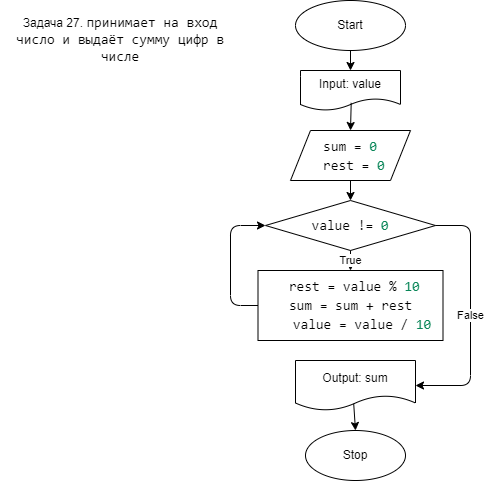 Задача 27. принимает на вход
число и выдаёт сумму цифр в
числе
Start
Input: value
sum = 0
rest = 0
value != 0
True
rest = value % 10
sum = sum + rest
value = value / 10
False
Output: sum
Stop